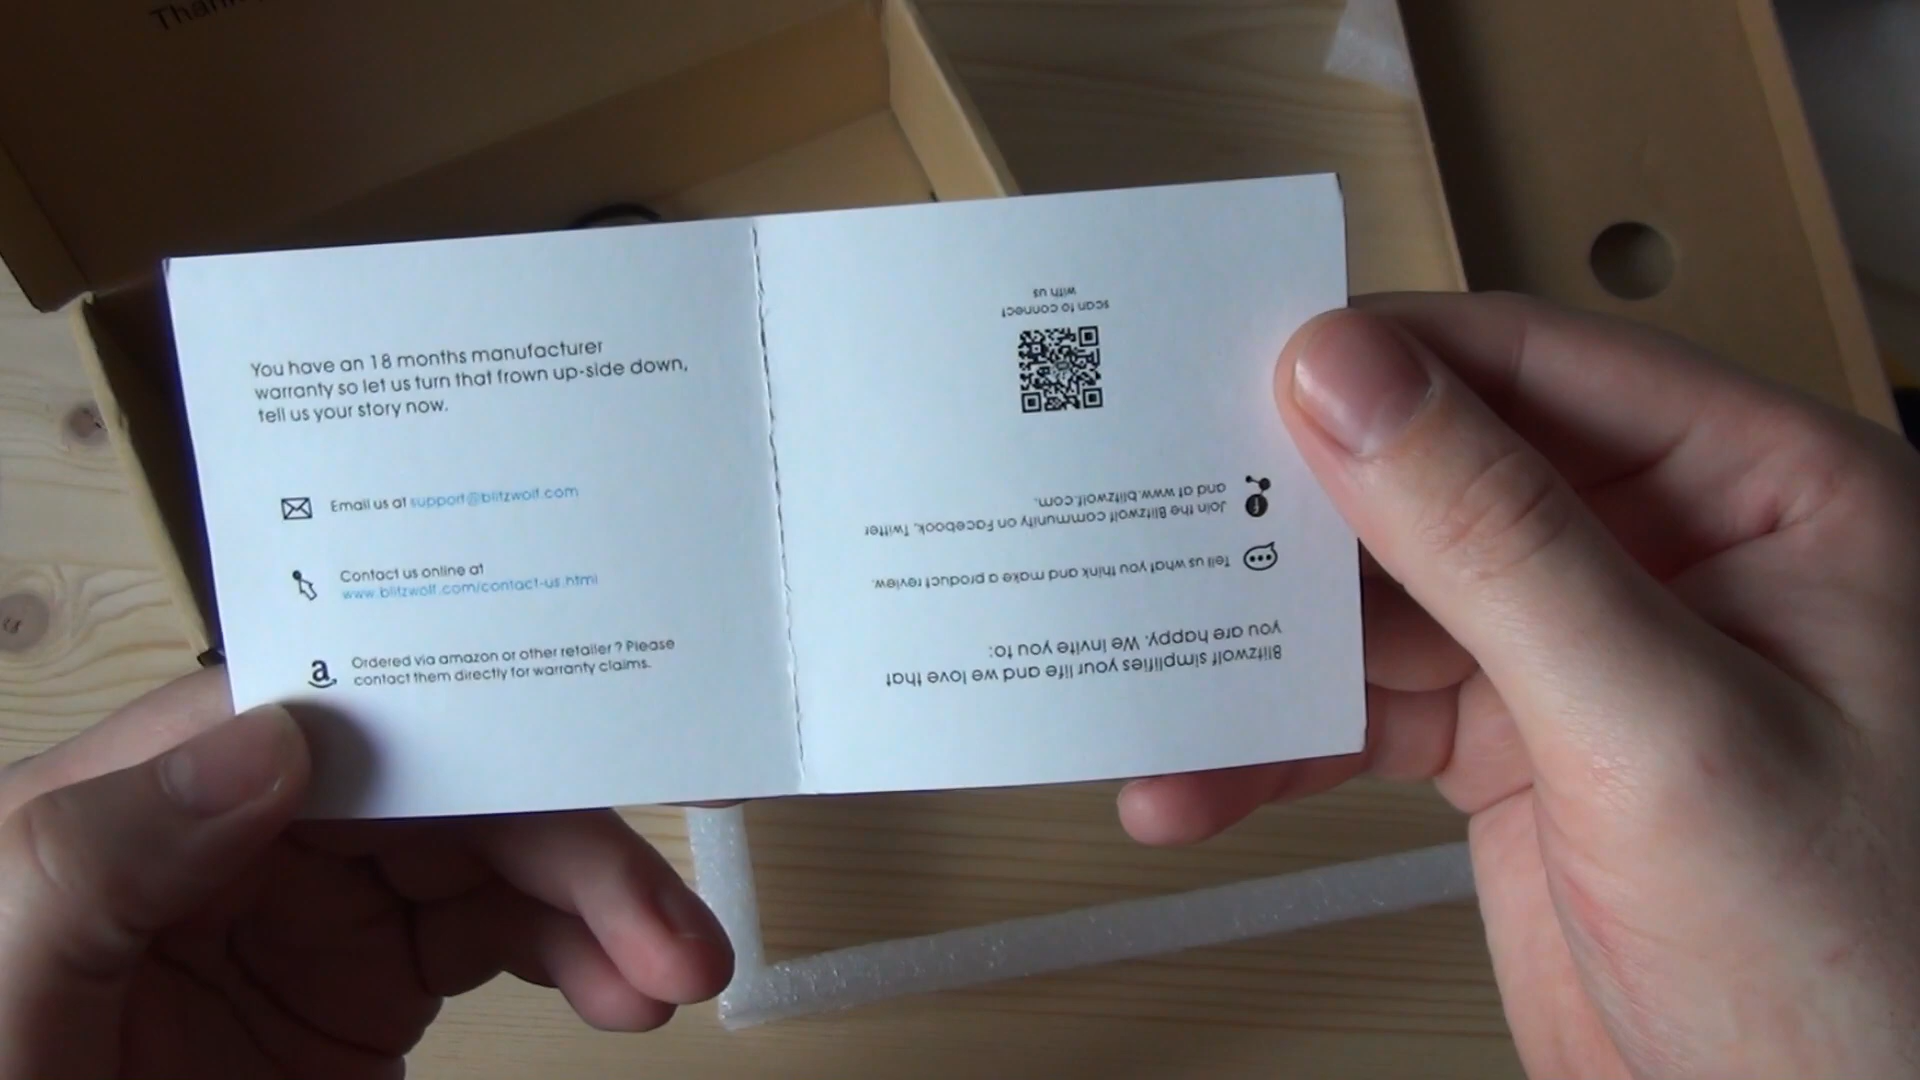 Than
You have an 18 months manufacturer
warranty so let us turn that frown up-side down,
tell us your story now.
Email us at support@blitzwolf.com
Contact us online at
www.blitzwolf.com/contact-us.html
Ordered via amazon or other retailer ? Please
contact them directly for warranty claims.
Blitzwolf simplifies your life and we love that
you are happy. We invite you to:
Tell us what you think and make a product review.
Join the Blitzwolf community on Facebook, Twitter
and at www.blitzwolf.com.
scan to connect
with us